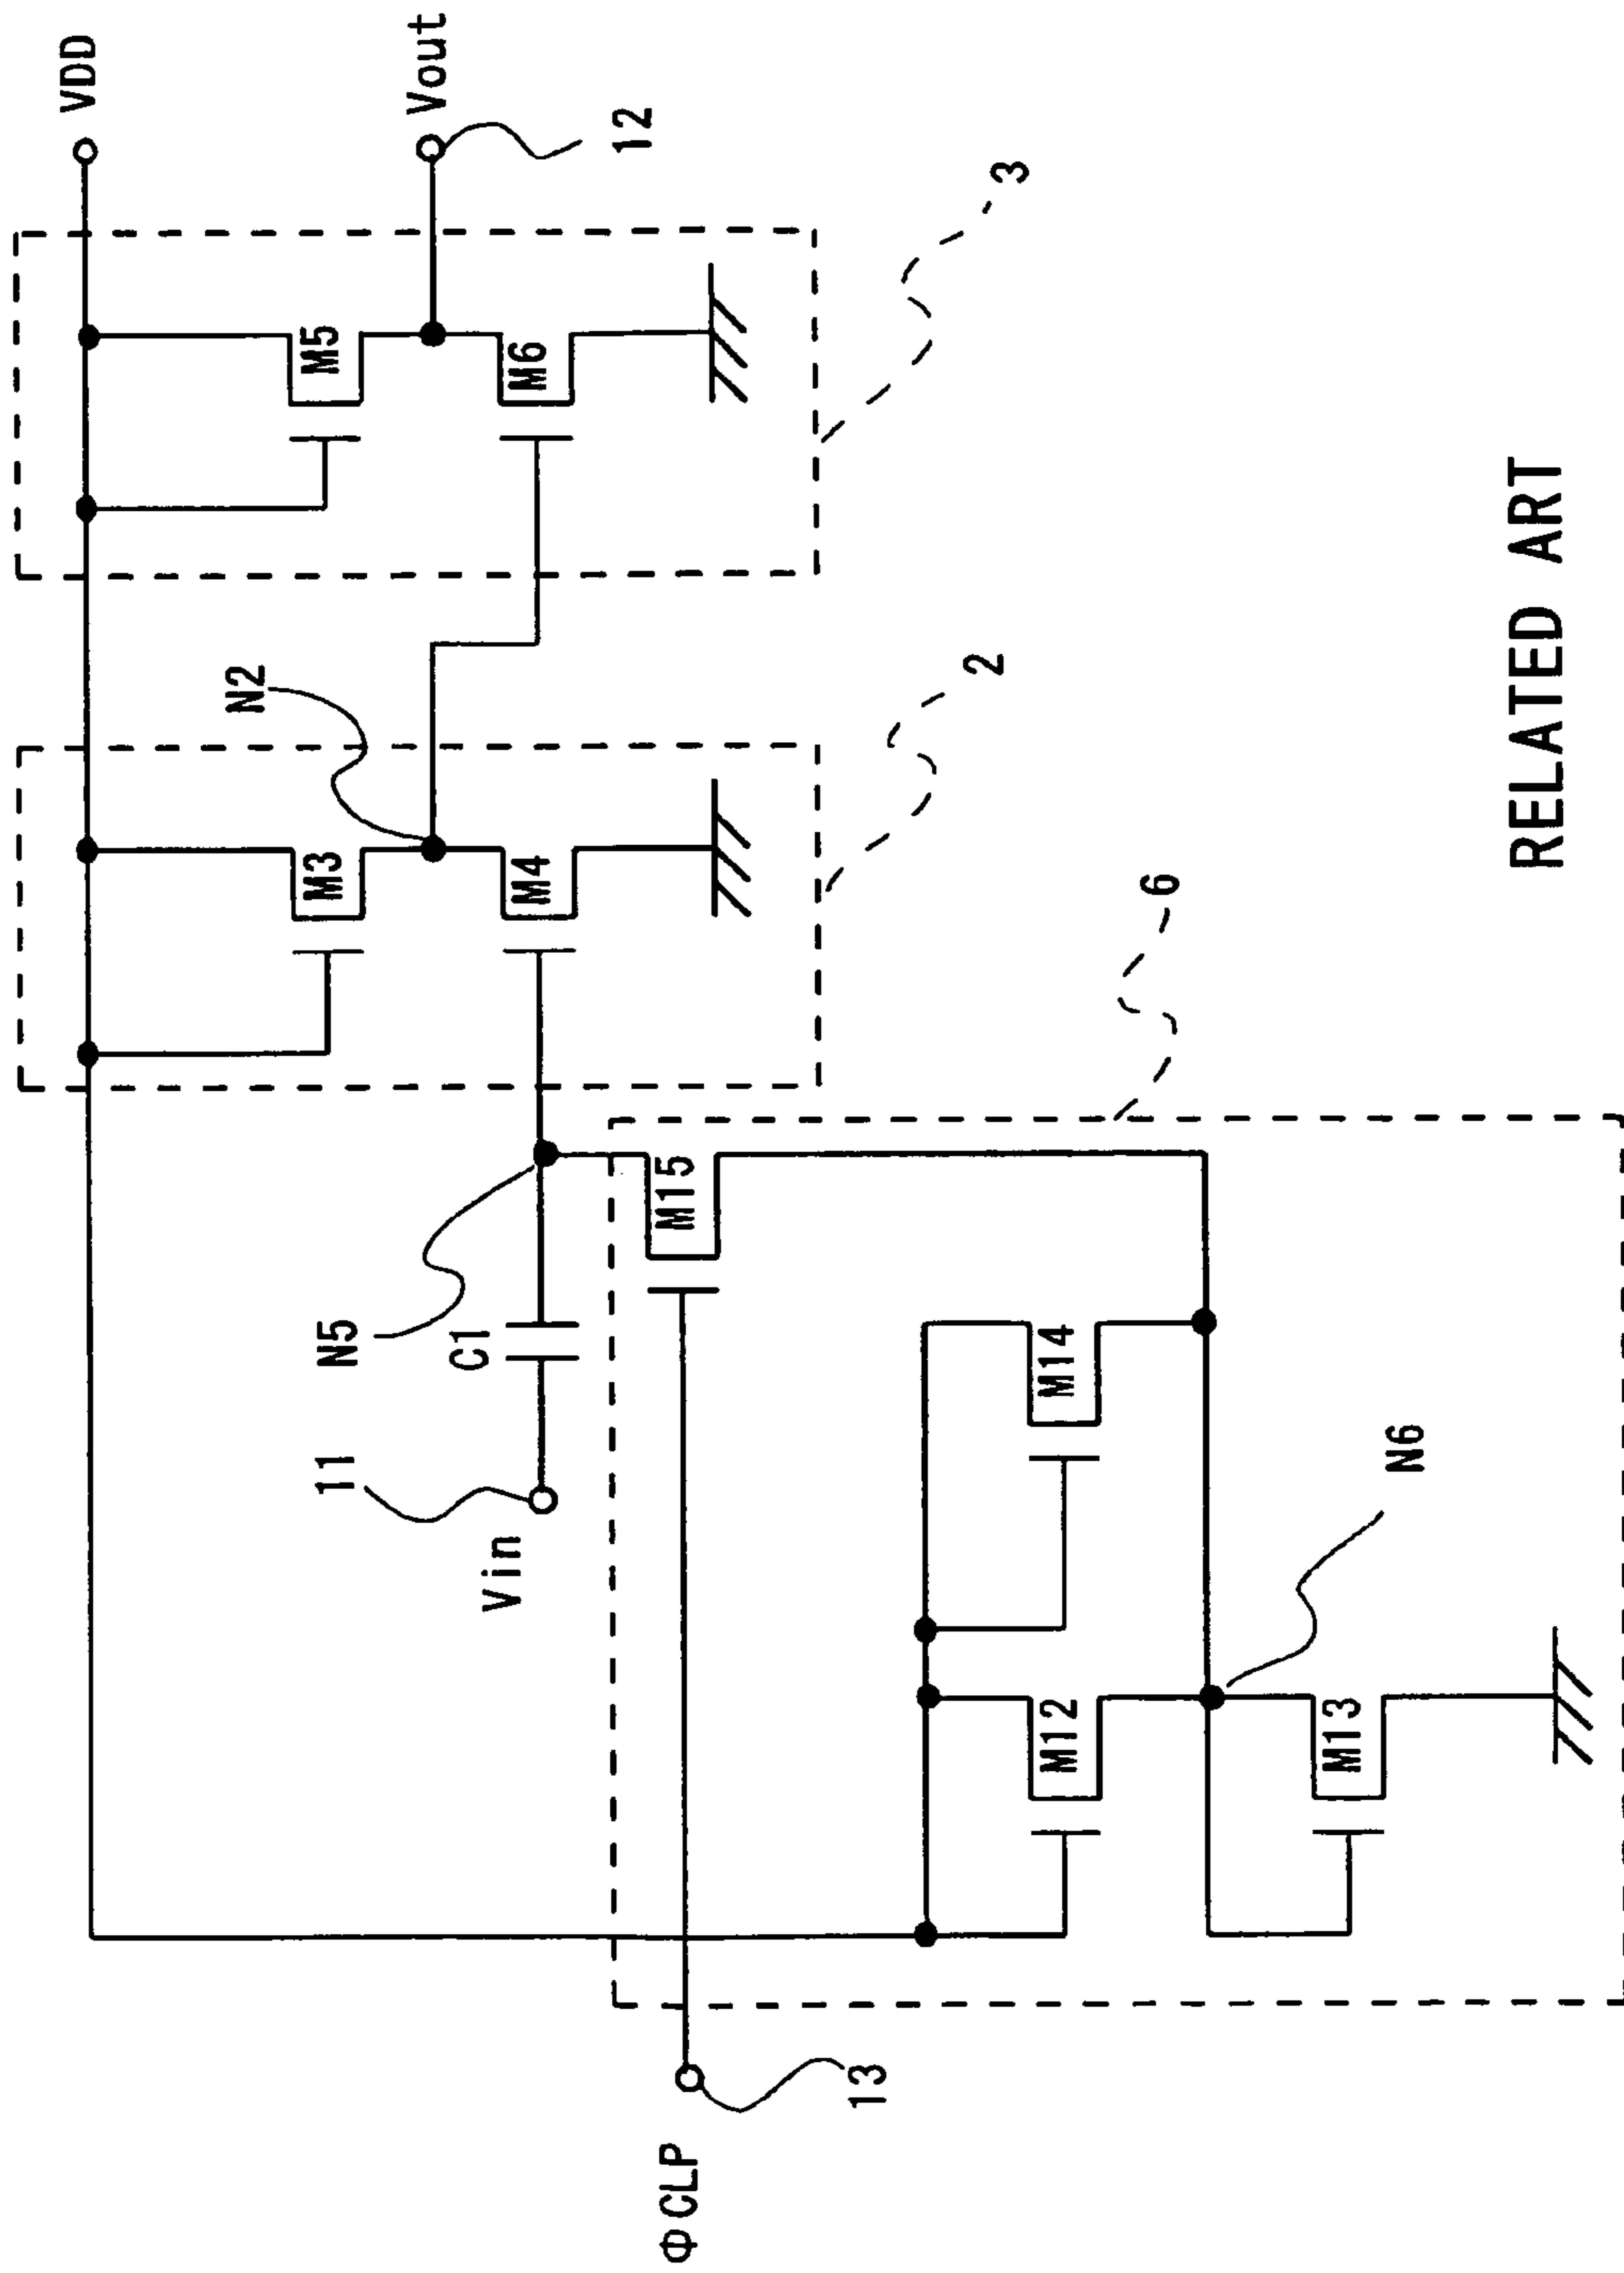 VDD
Vout
12
3
M5
M6
N2
2
M3
M4
6
N5
C1
11
Vin
M15
M14
N6
M12
M13
ΦCLP
13
RELATED ART